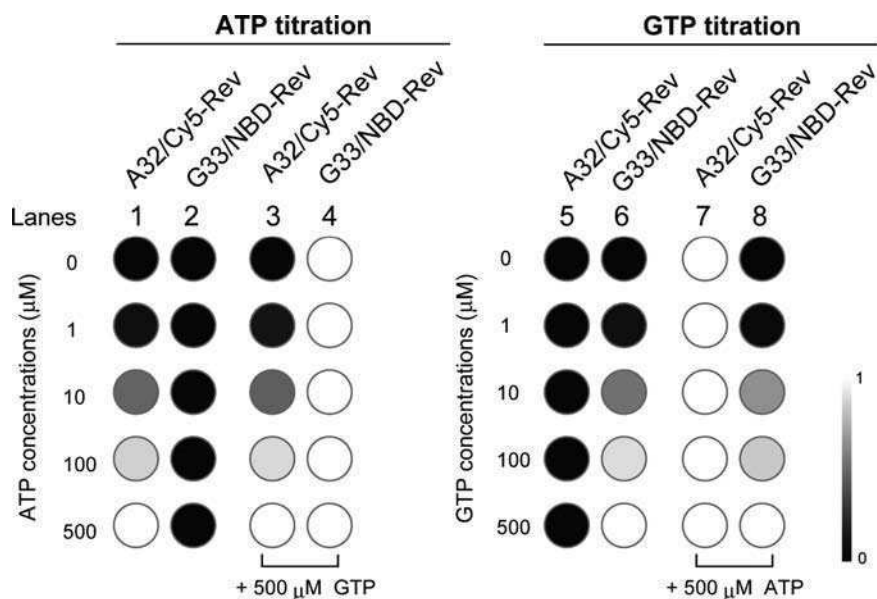 ATP titration
GTP titration
A32/Cy5-Rev
G33/NBD-Rev
A32/Cy5-Rev
G33/NBD-Rev
A32/Cy5-Rev
G33/NBD-Rev
A32/Cy5-Rev
G33/NBD-Rev
Lanes 1 2 3 4
5 6 7 8
ATP concentrations (μM)
0
1
10
100
500
+ 500 μM GTP
GTP concentrations (μM)
0
1
10
100
500
+ 500 μM ATP
1
0